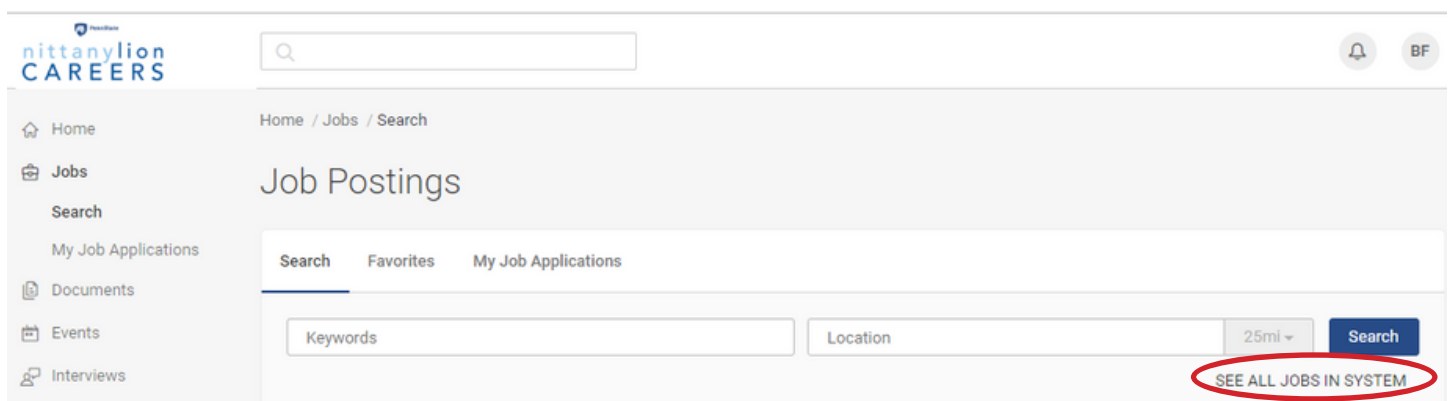 PennState
nittanylion
CAREERS
BF
Home
Jobs
Search
My Job Applications
Documents
Events
Interviews
Home / Jobs / Search
Job Postings
Search Favorites My Job Applications
Keywords
Location
25mi
Search
SEE ALL JOBS IN SYSTEM